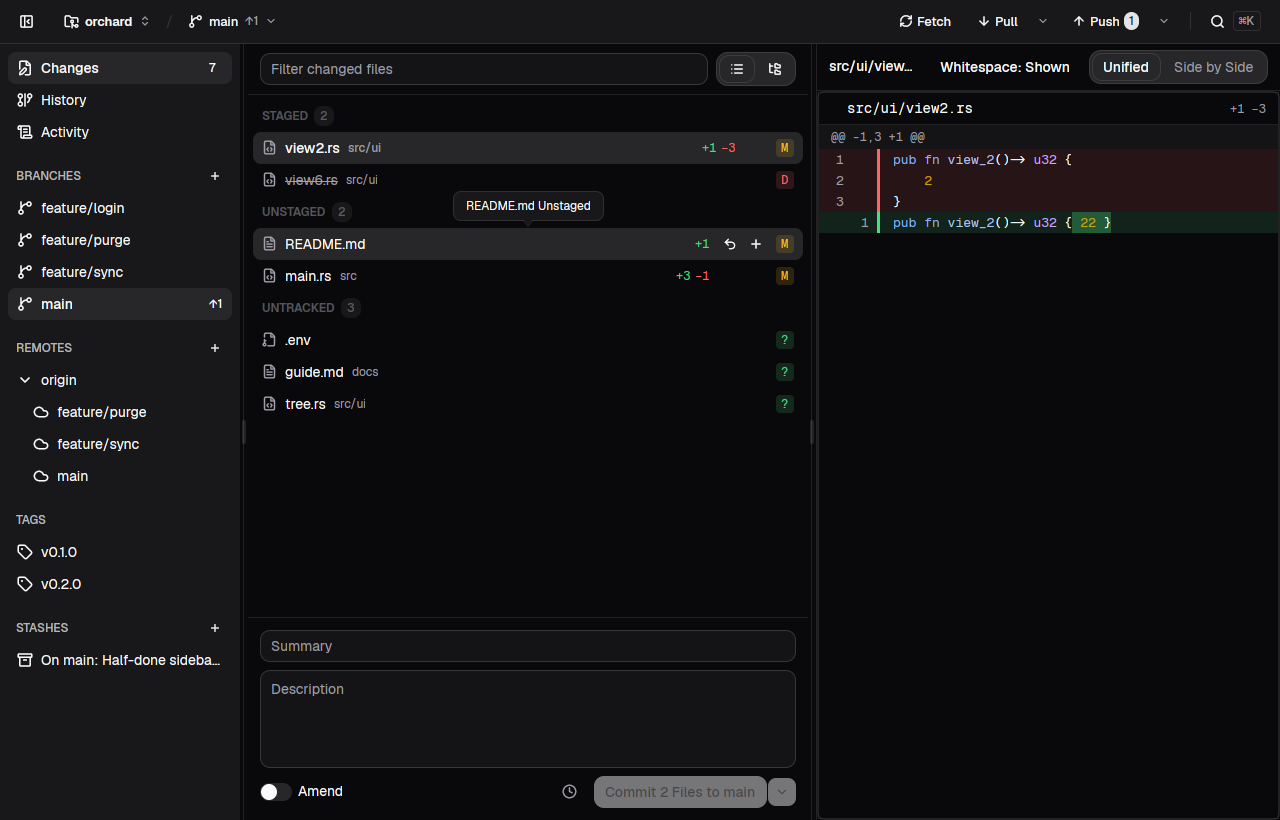 orchard / main ↑1
Fetch Pull Push 1 ⌘K
Changes 7
History
Activity
BRANCHES +
feature/login
feature/purge
feature/sync
main ↑1
REMOTES +
origin
feature/purge
feature/sync
main
TAGS
v0.1.0
v0.2.0
STASHES +
On main: Half-done sideba…
Filter changed files
STAGED 2
view2.rs src/ui +1 −3 M
view6.rs src/ui D
README.md Unstaged
UNSTAGED 2
README.md +1 M
main.rs src +3 −1 M
UNTRACKED 3
.env ?
guide.md docs ?
tree.rs src/ui ?
Summary
Description
Amend
Commit 2 Files to main
src/ui/view… Whitespace: Shown Unified Side by Side
src/ui/view2.rs +1 −3
@@ -1,3 +1 @@
1 pub fn view_2()-> u32 {
2 2
3 }
1 pub fn view_2()-> u32 { 22 }